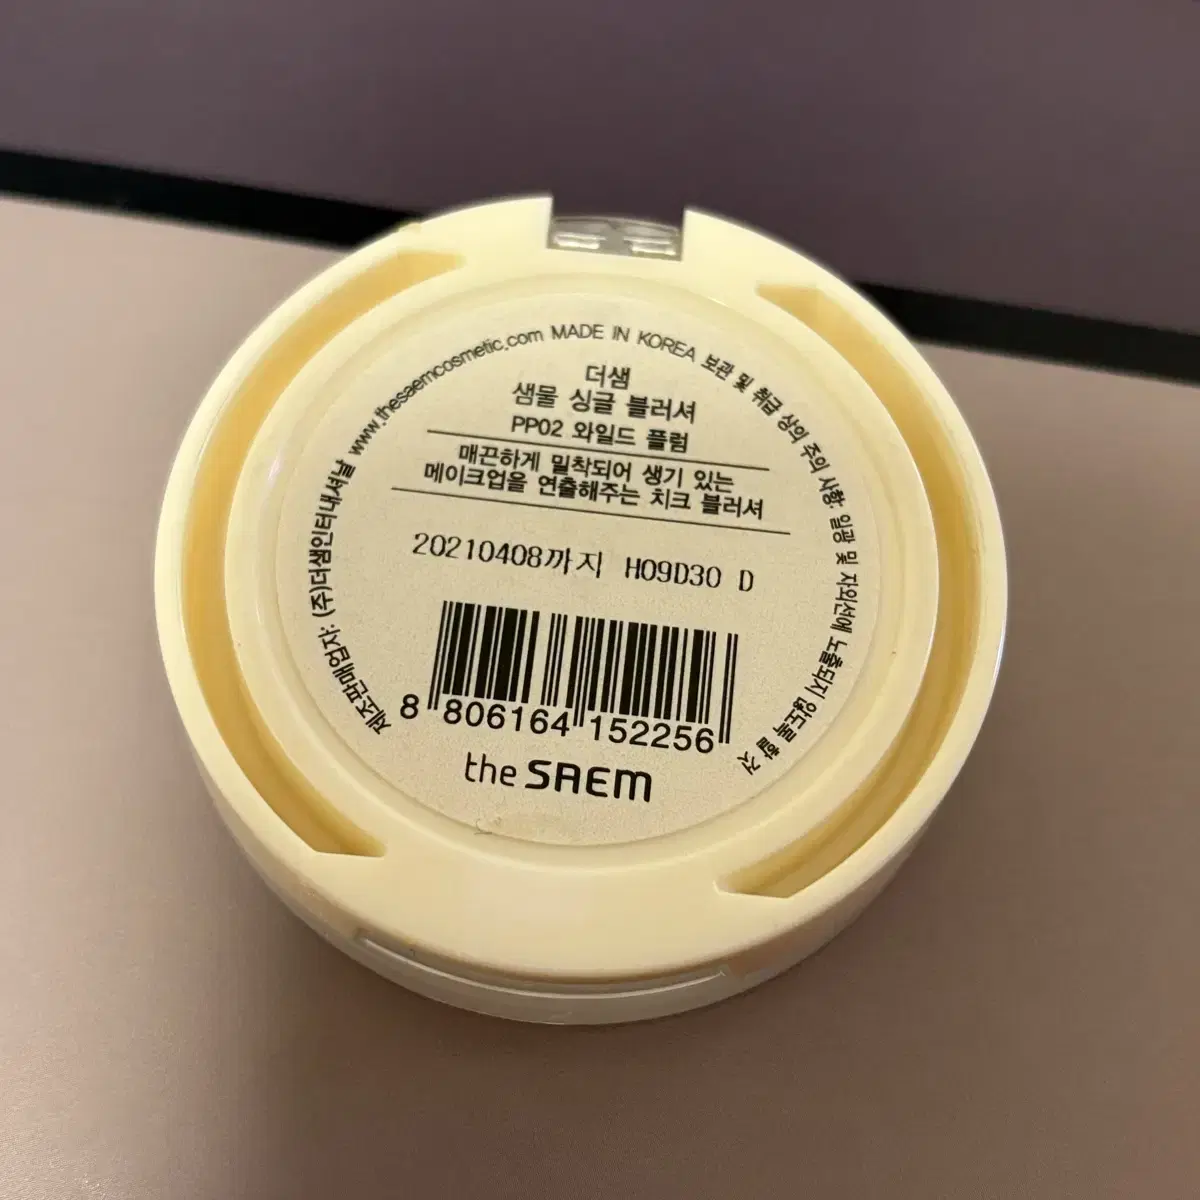 제조판매업자: (주)더샘인터내셔날 www.thesaemcosmetic.com MADE IN KOREA 보관 및 취급 상의 주의 사항: 일광 및 자외선에 노출되지 않도록 할 것
더샘
샘물 싱글 블러셔
PP02 와일드 플럼
매끈하게 밀착되어 생기 있는
메이크업을 연출해주는 치크 블러셔
20210408까지 H09D30 D
8 806164 152256
the SAEM